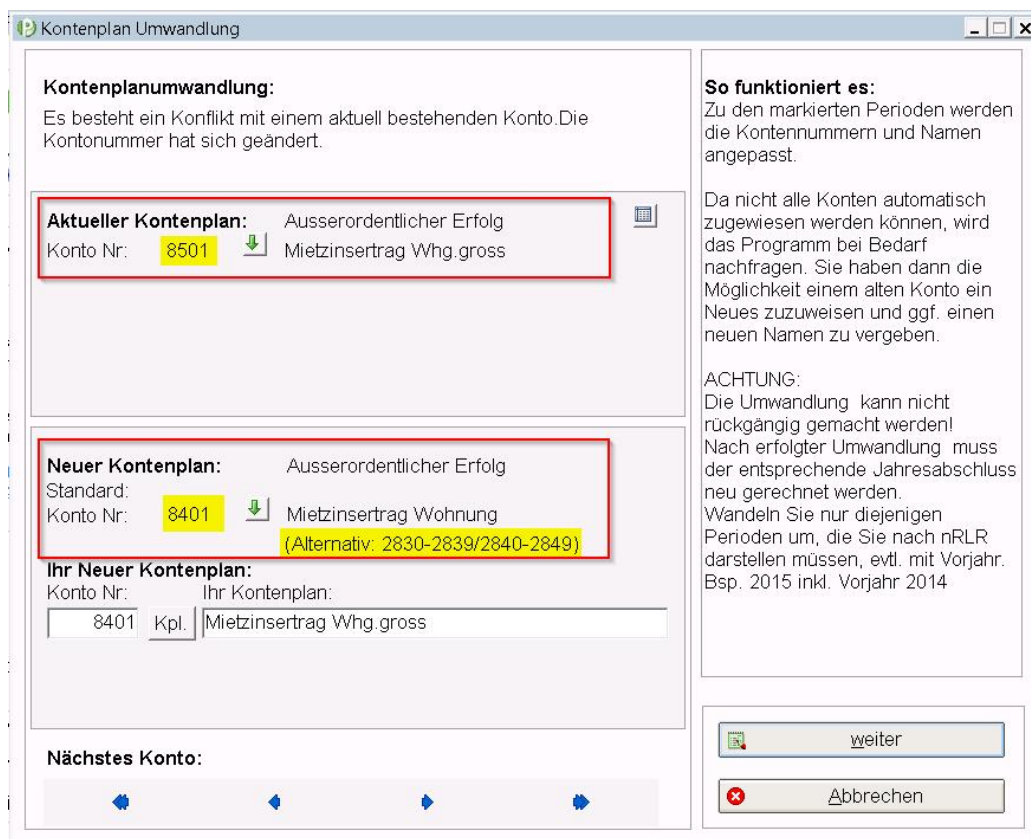 Kontenplan Umwandlung
Kontenplanumwandlung:
Es besteht ein Konflikt mit einem aktuell bestehenden Konto.Die
Kontonummer hat sich geändert.
Aktueller Kontenplan: Ausserordentlicher Erfolg
Konto Nr: 8501 Mietzinsertrag Whg.gross
Neuer Kontenplan: Ausserordentlicher Erfolg
Standard:
Konto Nr: 8401 Mietzinsertrag Wohnung
(Alternativ: 2830-2839/2840-2849)
Ihr Neuer Kontenplan:
Konto Nr: Ihr Kontenplan:
8401 Kpl. Mietzinsertrag Whg.gross
Nächstes Konto:
So funktioniert es:
Zu den markierten Perioden werden
die Kontennummern und Namen
angepasst.
Da nicht alle Konten automatisch
zugewiesen werden können, wird
das Programm bei Bedarf
nachfragen. Sie haben dann die
Möglichkeit einem alten Konto ein
Neues zuzuweisen und ggf. einen
neuen Namen zu vergeben.
ACHTUNG:
Die Umwandlung kann nicht
rückgängig gemacht werden!
Nach erfolgter Umwandlung muss
der entsprechende Jahresabschluss
neu gerechnet werden.
Wandeln Sie nur diejenigen
Perioden um, die Sie nach nRLR
darstellen müssen, evtl. mit Vorjahr.
Bsp. 2015 inkl. Vorjahr 2014
weiter
Abbrechen